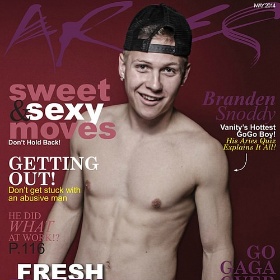 ARIES
MAY 2014
sweet
&sexy
moves
Don't Hold Back!
Branden
Snoddy
Vanity's Hottest
GoGo Boy!
His Aries Quiz
Explains It All!
GETTING
OUT!
Don't get stuck with
an abusive man
HE DID
WHAT
AT WORK!?
P.116
FRESH
GO
GAGA